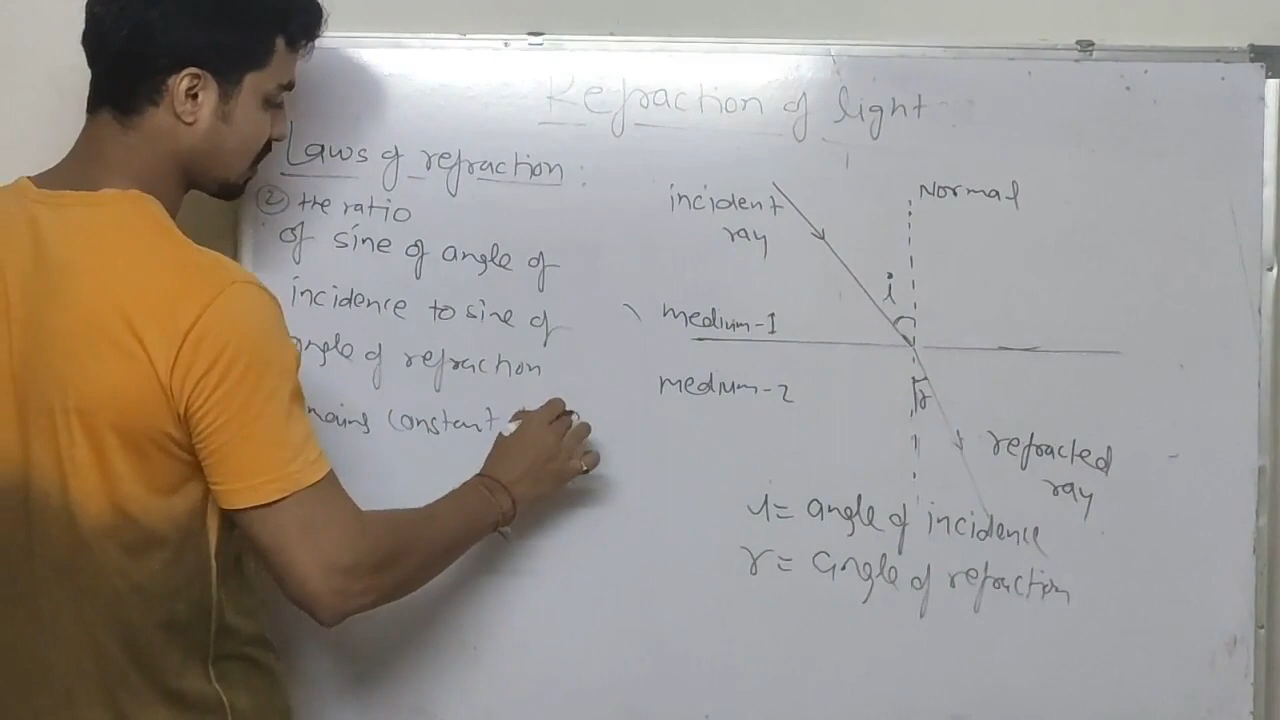 Refraction of light
Laws of refraction :
② the ratio
of sine of angle of
incidence to sine of
angle of refraction
constant
incident
ray
Normal
i
medium-1
medium-2
r
refracted
ray
i = angle of incidence
r = angle of refraction